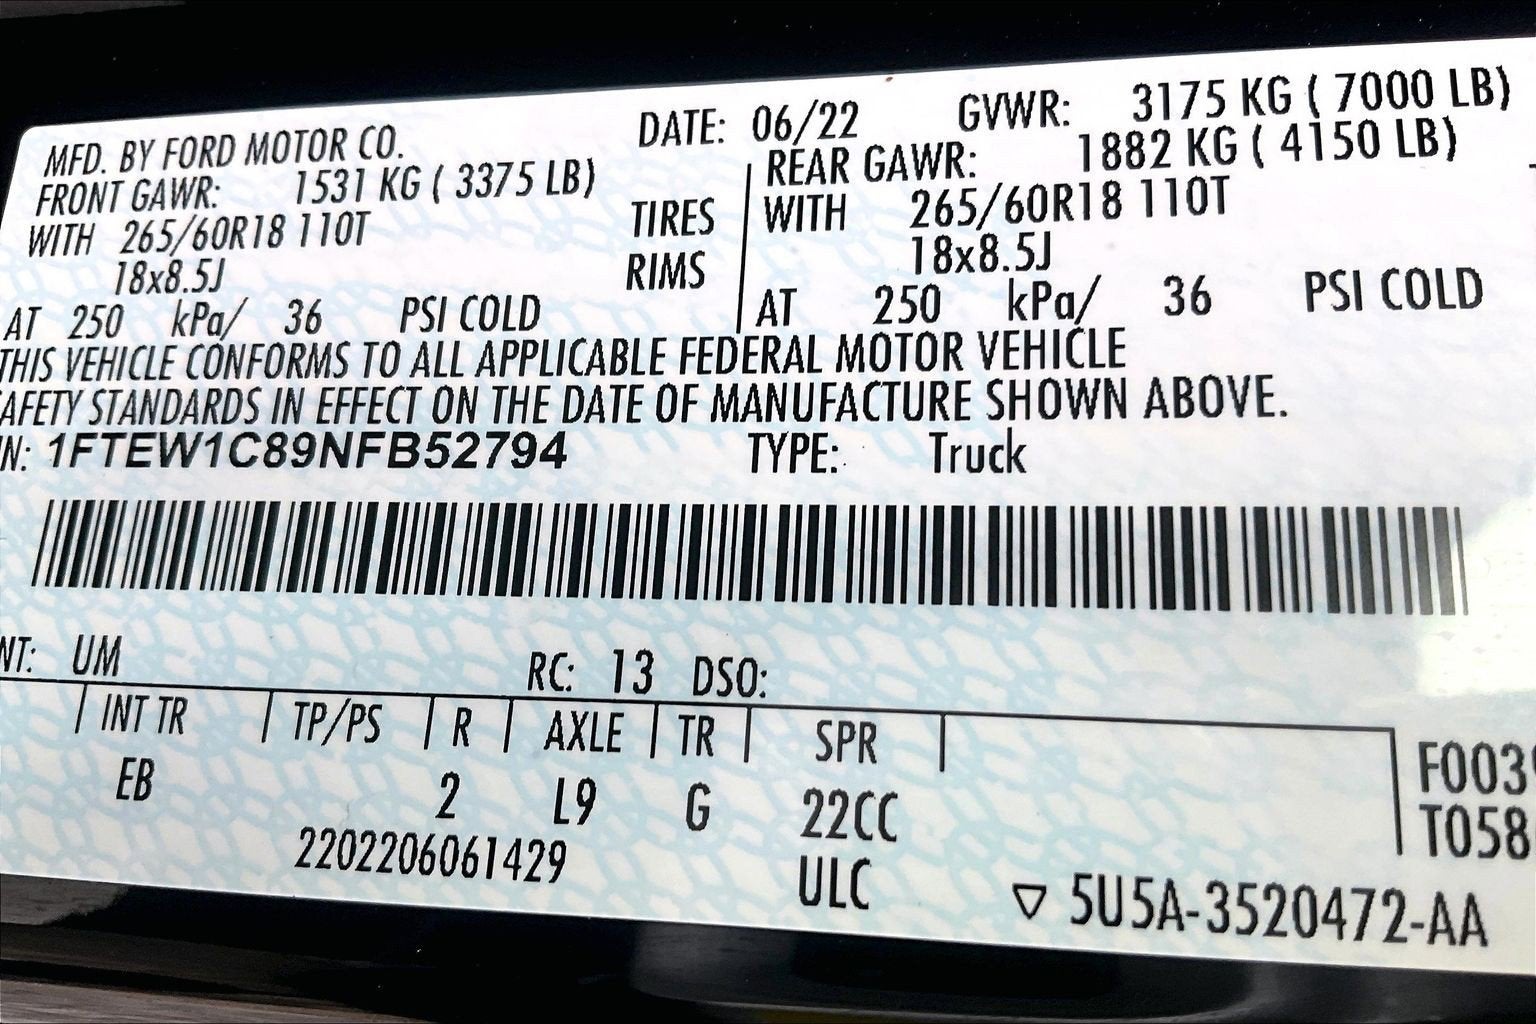 MFD. BY FORD MOTOR CO. DATE: 06/22 GVWR: 3175 KG ( 7000 LB)
FRONT GAWR: 1531 KG ( 3375 LB) REAR GAWR: 1882 KG ( 4150 LB)
WITH 265/60R18 110T TIRES WITH 265/60R18 110T
18x8.5J RIMS 18x8.5J
AT 250 kPa/ 36 PSI COLD AT 250 kPa/ 36 PSI COLD
THIS VEHICLE CONFORMS TO ALL APPLICABLE FEDERAL MOTOR VEHICLE
AFETY STANDARDS IN EFFECT ON THE DATE OF MANUFACTURE SHOWN ABOVE.
N: 1FTEW1C89NFB52794 TYPE: Truck
NT: UM RC: 13 DSO:
INT TR TP/PS R AXLE TR SPR
EB 2 L9 G 22CC
F003
T058
2202206061429 ULC
5U5A-3520472-AA